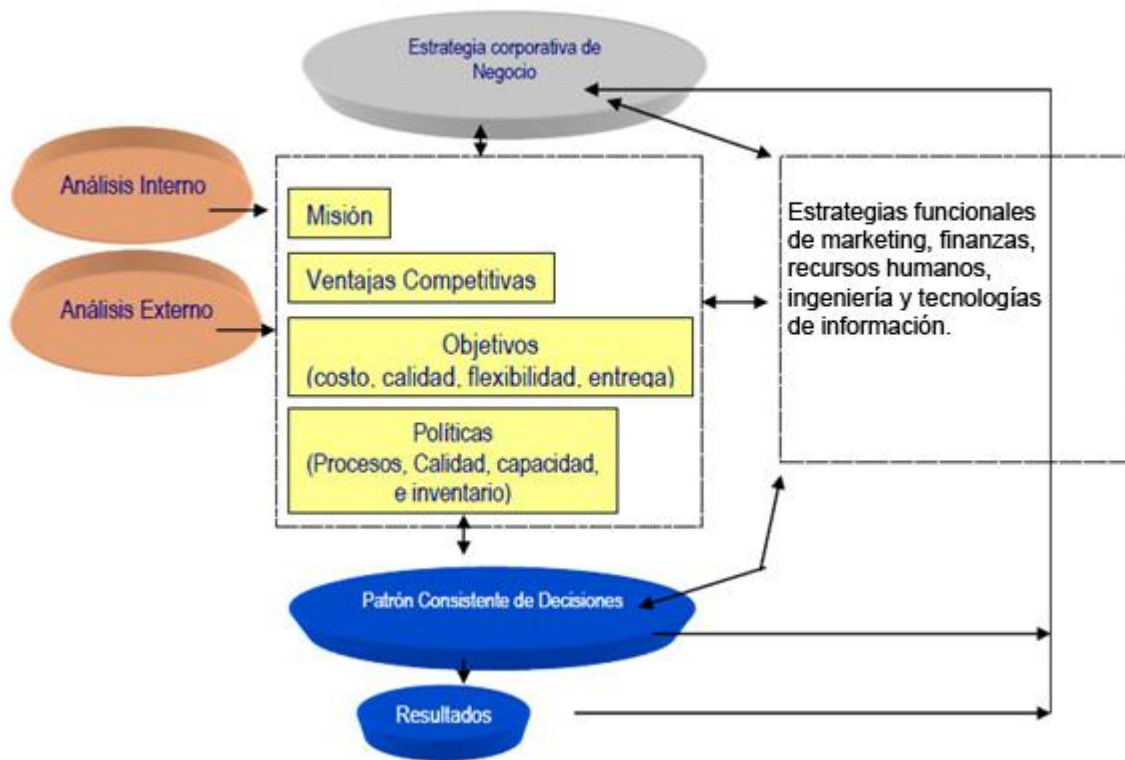 Estrategia corporativa de
Negocio
Análisis Interno
Análisis Externo
Misión
Ventajas Competitivas
Objetivos
(costo, calidad, flexibilidad, entrega)
Políticas
(Procesos, Calidad, capacidad,
e inventario)
Estrategias funcionales
de marketing, finanzas,
recursos humanos,
ingeniería y tecnologías
de información.
Patrón Consistente de Decisiones
Resultados